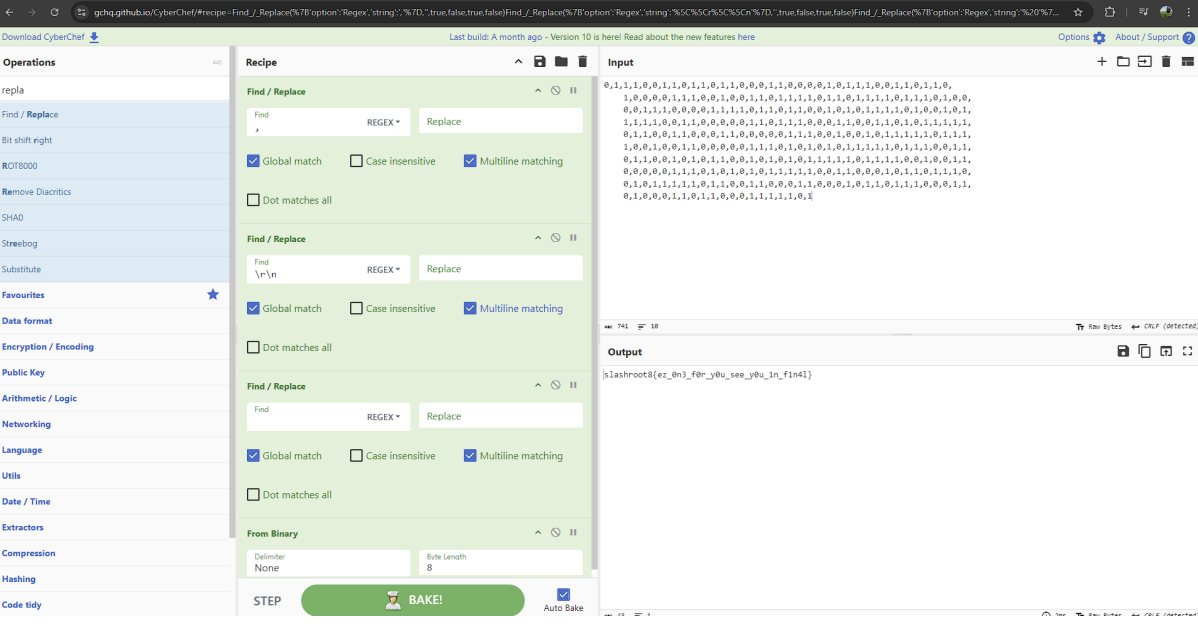 gchq.github.io/CyberChef/#recipe=Find_/_Replace(%7B'option':'Regex','string':','%7D,'',true,false,true,false)Find_/_Replace(%7B'option':'Regex','string':'%5C%5Cr%5C%5Cn'%7D,'',true,false,true,false)Find_/_Replace(%7B'option':'Regex','string':'%20'%7...
Download CyberChef
Last build: A month ago - Version 10 is here! Read about the new features here
Options
About / Support
Operations
440
repla
Find / Replace
Bit shift right
ROT8000
Remove Diacritics
SHA0
Streebog
Substitute
Favourites
Data format
Encryption / Encoding
Public Key
Arithmetic / Logic
Networking
Language
Utils
Date / Time
Extractors
Compression
Hashing
Code tidy
Recipe
Find / Replace
Find
,
REGEX
Replace
Global match
Case insensitive
Multiline matching
Dot matches all
Find / Replace
Find
\r\n
REGEX
Replace
Global match
Case insensitive
Multiline matching
Dot matches all
Find / Replace
Find
REGEX
Replace
Global match
Case insensitive
Multiline matching
Dot matches all
From Binary
Delimiter
None
Byte Length
8
STEP
BAKE!
Auto Bake
Input
0,1,1,1,0,0,1,1,0,1,1,0,1,1,0,0,0,1,1,0,0,0,0,1,0,1,1,1,0,0,1,1,0,1,1,0,
1,0,0,0,0,1,1,1,0,0,1,0,0,1,1,0,1,1,1,1,0,1,1,0,1,1,1,1,0,1,1,1,0,1,0,0,
0,0,1,1,1,0,0,0,0,1,1,1,1,0,1,1,0,1,1,0,0,1,0,1,0,1,1,1,1,0,1,0,0,1,0,1,
1,1,1,1,0,0,1,1,0,0,0,0,0,1,1,0,1,1,1,0,0,0,1,1,0,0,1,1,0,1,0,1,1,1,1,1,
0,1,1,0,0,1,1,0,0,0,1,1,0,0,0,0,0,1,1,1,0,0,1,0,0,1,0,1,1,1,1,1,0,1,1,1,
1,0,0,1,0,0,1,1,0,0,0,0,0,1,1,1,0,1,0,1,0,1,0,1,1,1,1,1,0,1,1,1,0,0,1,1,
0,1,1,0,0,1,0,1,0,1,1,0,0,1,0,1,0,1,0,1,1,1,1,1,0,1,1,1,1,0,0,1,0,0,1,1,
0,0,0,0,0,1,1,1,0,1,0,1,0,1,0,1,1,1,1,1,0,0,1,1,0,0,0,1,0,1,1,0,1,1,1,0,
0,1,0,1,1,1,1,1,0,1,1,0,0,1,1,0,0,0,1,1,0,0,0,1,0,1,1,0,1,1,1,0,0,0,1,1,
0,1,0,0,0,1,1,0,1,1,0,0,0,1,1,1,1,1,0,1
741
10
Raw Bytes
CRLF (detected)
Output
slashroot8{ez_0n3_f0r_y0u_see_y0u_1n_f1n4l}